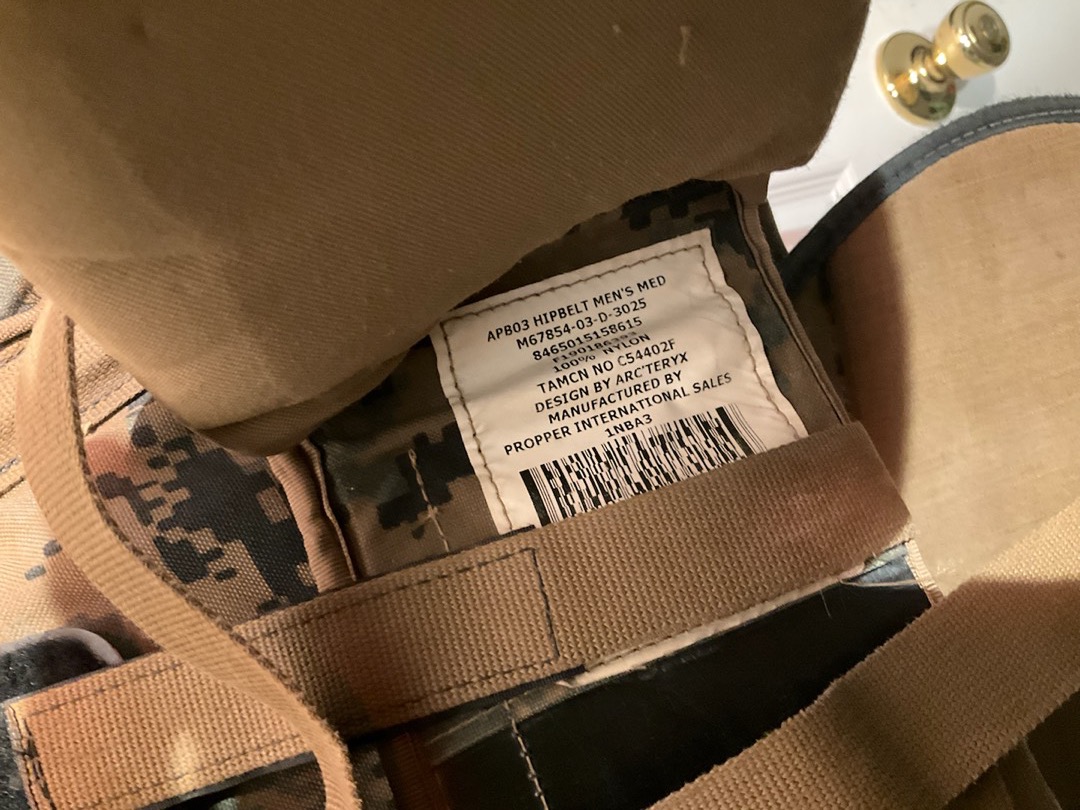 APB03 HIPBELT MEN'S MED
M67854-03-D-3025
8465015158615
F190186393
100% NYLON
TAMCN NO C54402F
DESIGN BY ARC'TERYX
MANUFACTURED BY
PROPPER INTERNATIONAL SALES
1NBA3